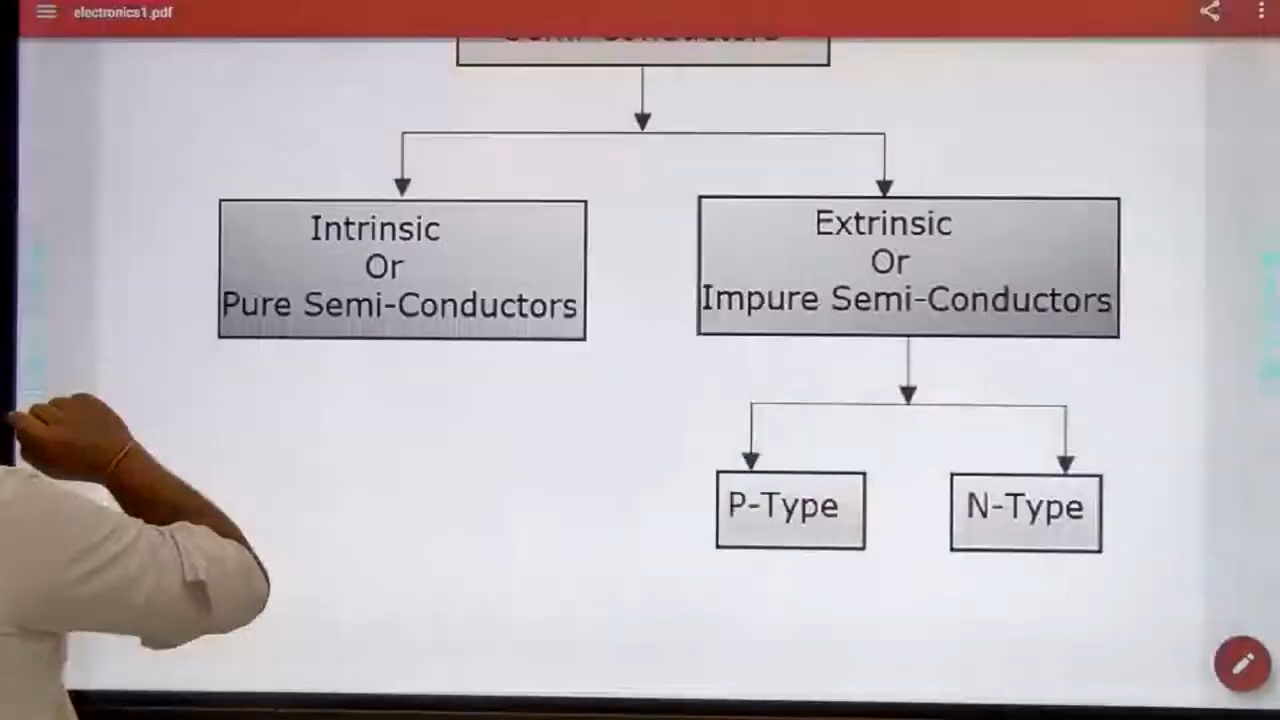 electronics1.pdf
Intrinsic
Or
Pure Semi-Conductors
Extrinsic
Or
Impure Semi-Conductors
P-Type
N-Type